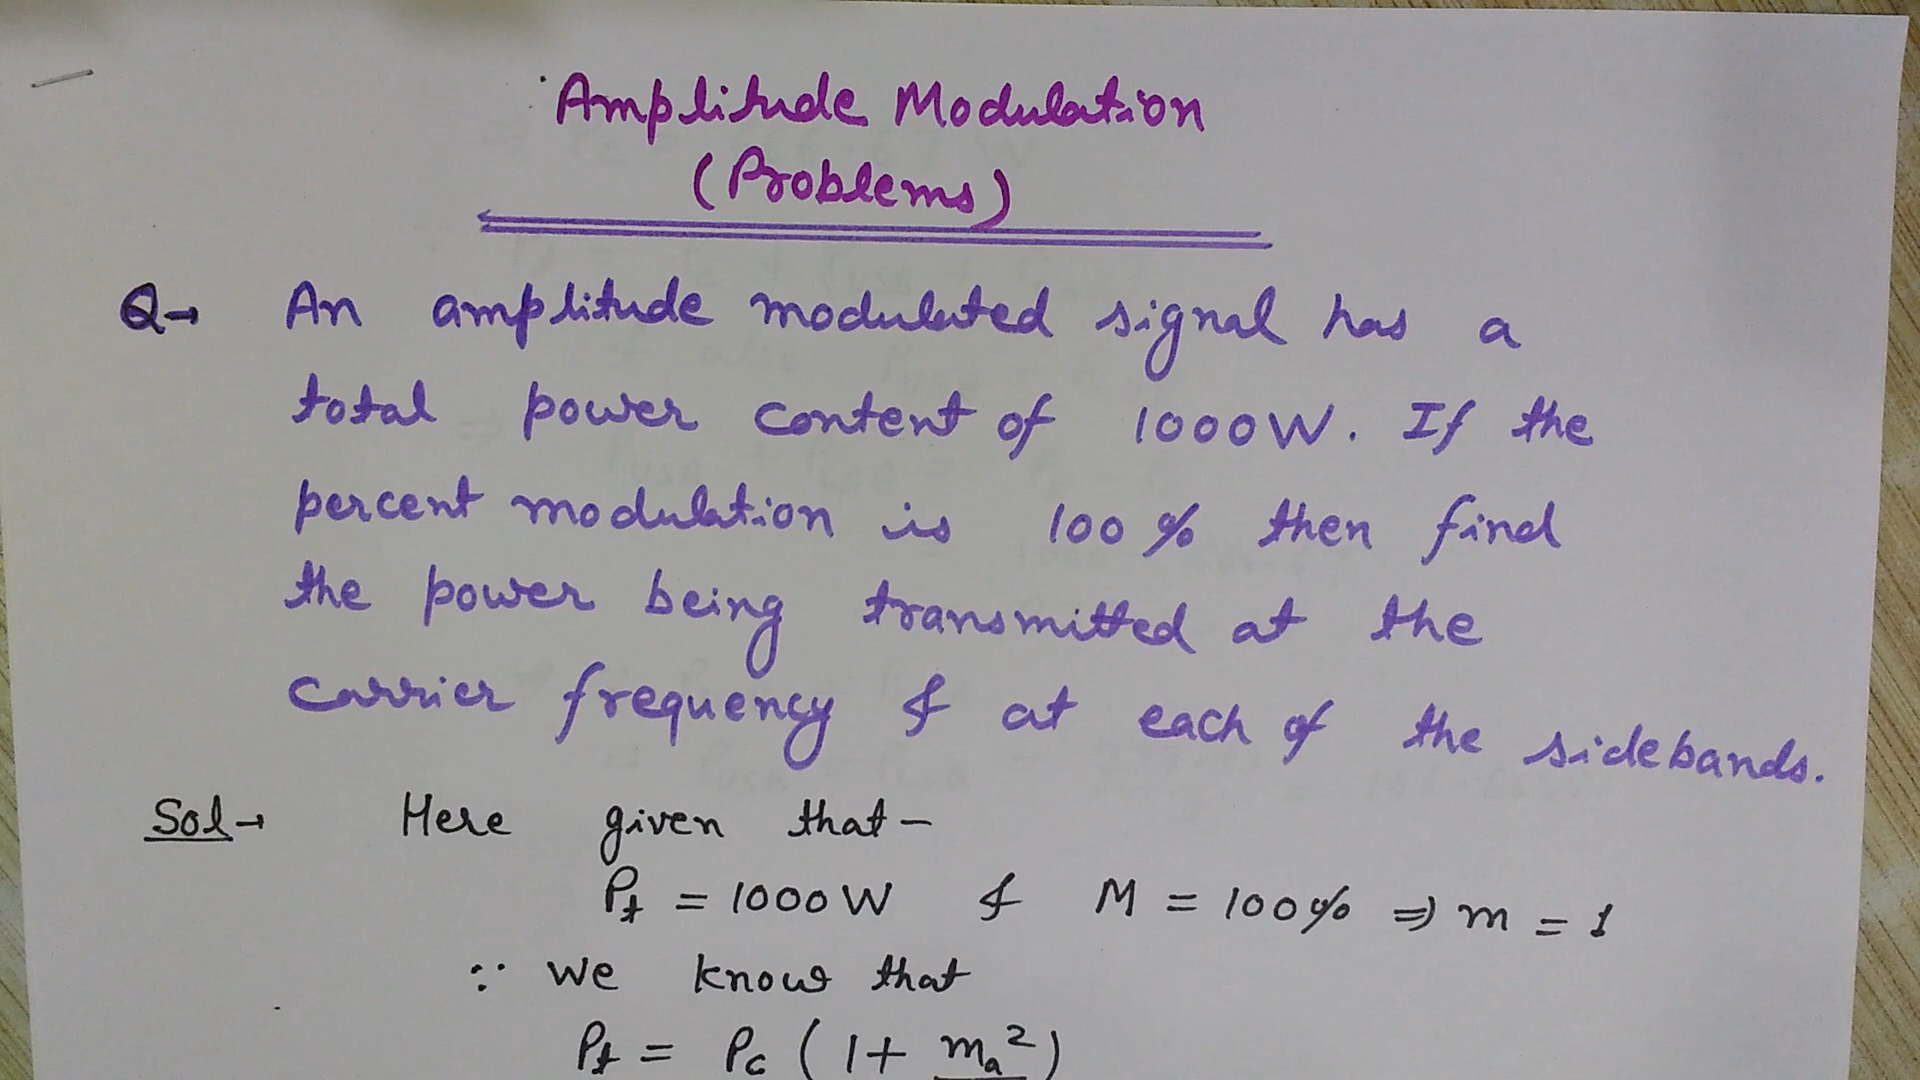 Amplitude Modulation
(Problems)
Q→ An amplitude modulated signal has a
total power content of 1000W. If the
percent modulation is 100% then find
the power being transmitted at the
carrier frequency & at each of the sidebands.
Sol→ Here given that—
Pt = 1000W & M = 100% ⇒ m = 1
∵ We know that
Pt = Pc (1+ ma²)